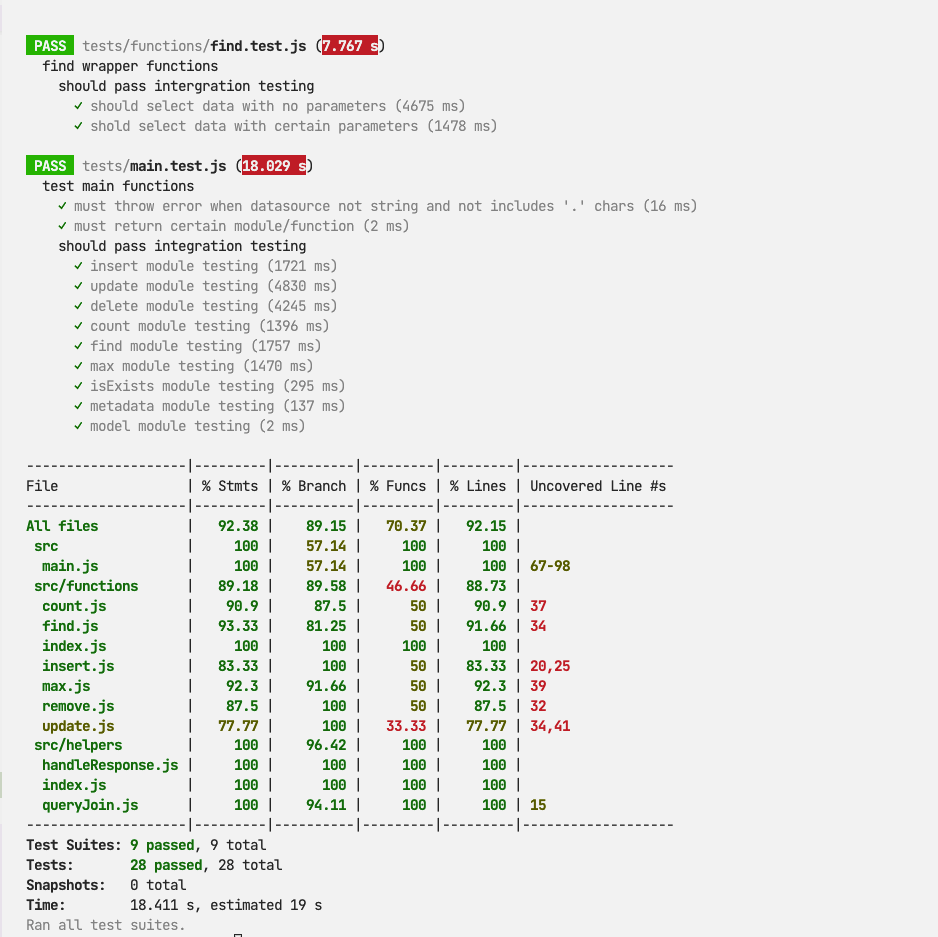 PASS tests/functions/find.test.js (7.767 s)
find wrapper functions
should pass intergration testing
✓ should select data with no parameters (4675 ms)
✓ shold select data with certain parameters (1478 ms)
PASS tests/main.test.js (18.029 s)
test main functions
✓ must throw error when datasource not string and not includes '.' chars (16 ms)
✓ must return certain module/function (2 ms)
should pass integration testing
✓ insert module testing (1721 ms)
✓ update module testing (4830 ms)
✓ delete module testing (4245 ms)
✓ count module testing (1396 ms)
✓ find module testing (1757 ms)
✓ max module testing (1470 ms)
✓ isExists module testing (295 ms)
✓ metadata module testing (137 ms)
✓ model module testing (2 ms)
--------------------|---------|----------|---------|---------|-------------------
File | % Stmts | % Branch | % Funcs | % Lines | Uncovered Line #s
--------------------|---------|----------|---------|---------|-------------------
All files | 92.38 | 89.15 | 70.37 | 92.15 |
src | 100 | 57.14 | 100 | 100 |
main.js | 100 | 57.14 | 100 | 100 | 67-98
src/functions | 89.18 | 89.58 | 46.66 | 88.73 |
count.js | 90.9 | 87.5 | 50 | 90.9 | 37
find.js | 93.33 | 81.25 | 50 | 91.66 | 34
index.js | 100 | 100 | 100 | 100 |
insert.js | 83.33 | 100 | 50 | 83.33 | 20,25
max.js | 92.3 | 91.66 | 50 | 92.3 | 39
remove.js | 87.5 | 100 | 50 | 87.5 | 32
update.js | 77.77 | 100 | 33.33 | 77.77 | 34,41
src/helpers | 100 | 96.42 | 100 | 100 |
handleResponse.js | 100 | 100 | 100 | 100 |
index.js | 100 | 100 | 100 | 100 |
queryJoin.js | 100 | 94.11 | 100 | 100 | 15
--------------------|---------|----------|---------|---------|-------------------
Test Suites: 9 passed, 9 total
Tests: 28 passed, 28 total
Snapshots: 0 total
Time: 18.411 s, estimated 19 s
Ran all test suites.